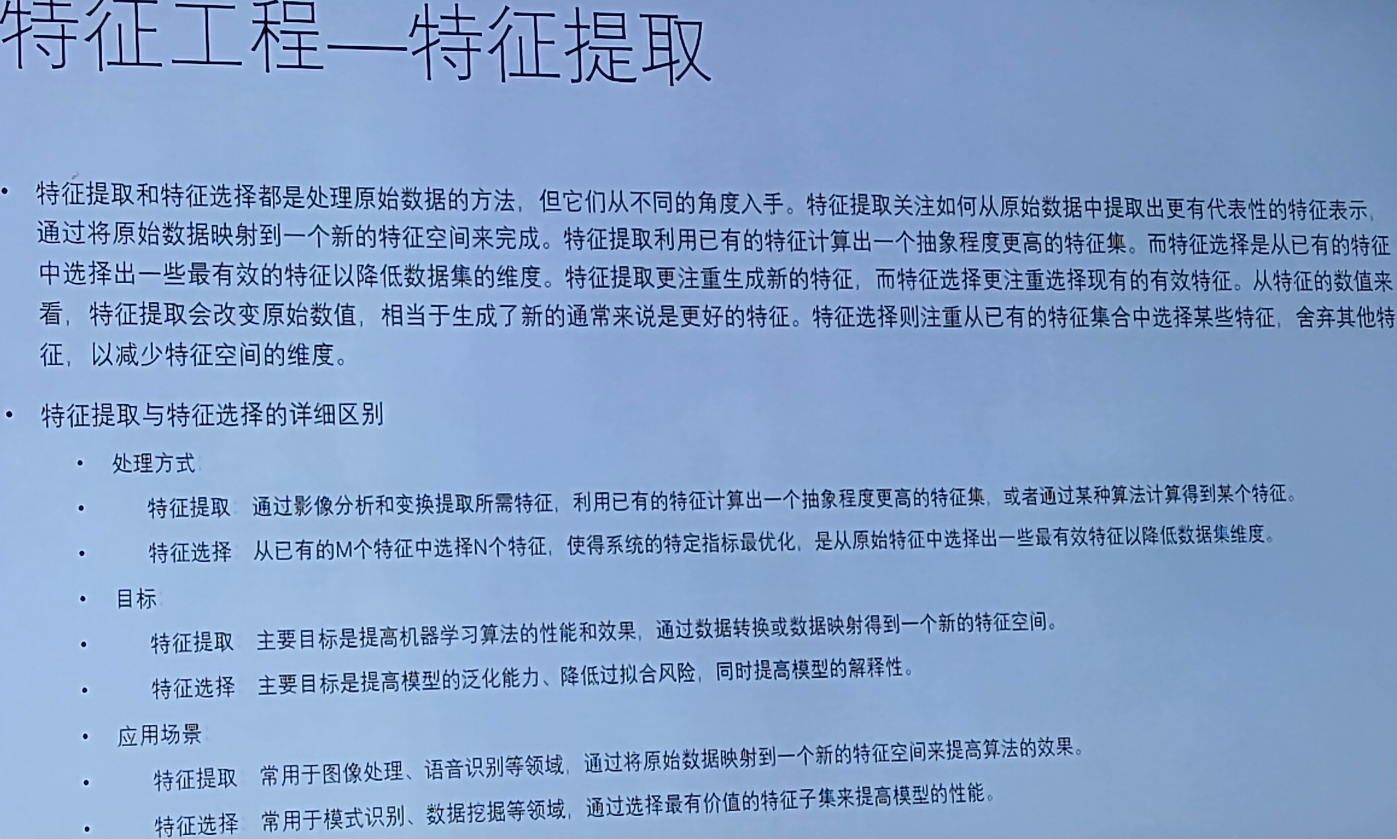 特征工程—特征提取
• 特征提取和特征选择都是处理原始数据的方法，但它们从不同的角度入手。特征提取关注如何从原始数据中提取出更有代表性的特征表示，
通过将原始数据映射到一个新的特征空间来完成。特征提取利用已有的特征计算出一个抽象程度更高的特征集。而特征选择是从已有的特征
中选择出一些最有效的特征以降低数据集的维度。特征提取更注重生成新的特征，而特征选择更注重选择现有的有效特征。从特征的数值来
看，特征提取会改变原始数值，相当于生成了新的通常来说是更好的特征。特征选择则注重从已有的特征集合中选择某些特征，舍弃其他特
征，以减少特征空间的维度。
• 特征提取与特征选择的详细区别
• 处理方式
• 特征提取 通过影像分析和变换提取所需特征，利用已有的特征计算出一个抽象程度更高的特征集，或者通过某种算法计算得到某个特征。
• 特征选择 从已有的M个特征中选择N个特征，使得系统的特定指标最优化，是从原始特征中选择出一些最有效特征以降低数据集维度。
• 目标
• 特征提取 主要目标是提高机器学习算法的性能和效果，通过数据转换或数据映射得到一个新的特征空间。
• 特征选择 主要目标是提高模型的泛化能力、降低过拟合风险，同时提高模型的解释性。
• 应用场景
• 特征提取 常用于图像处理、语音识别等领域，通过将原始数据映射到一个新的特征空间来提高算法的效果。
• 特征选择 常用于模式识别、数据挖掘等领域，通过选择最有价值的特征子集来提高模型的性能。